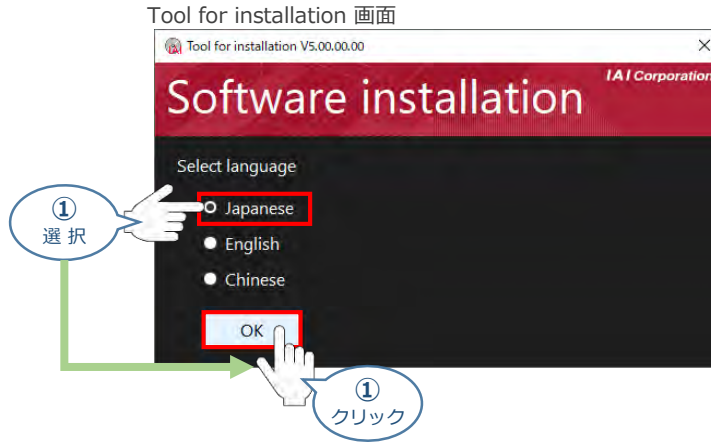 Tool for installation 画面
Tool for installation V5.00.00.00
Software installation
IAI Corporation
Select language
Japanese
①
選 択
English
Chinese
OK
①
クリック